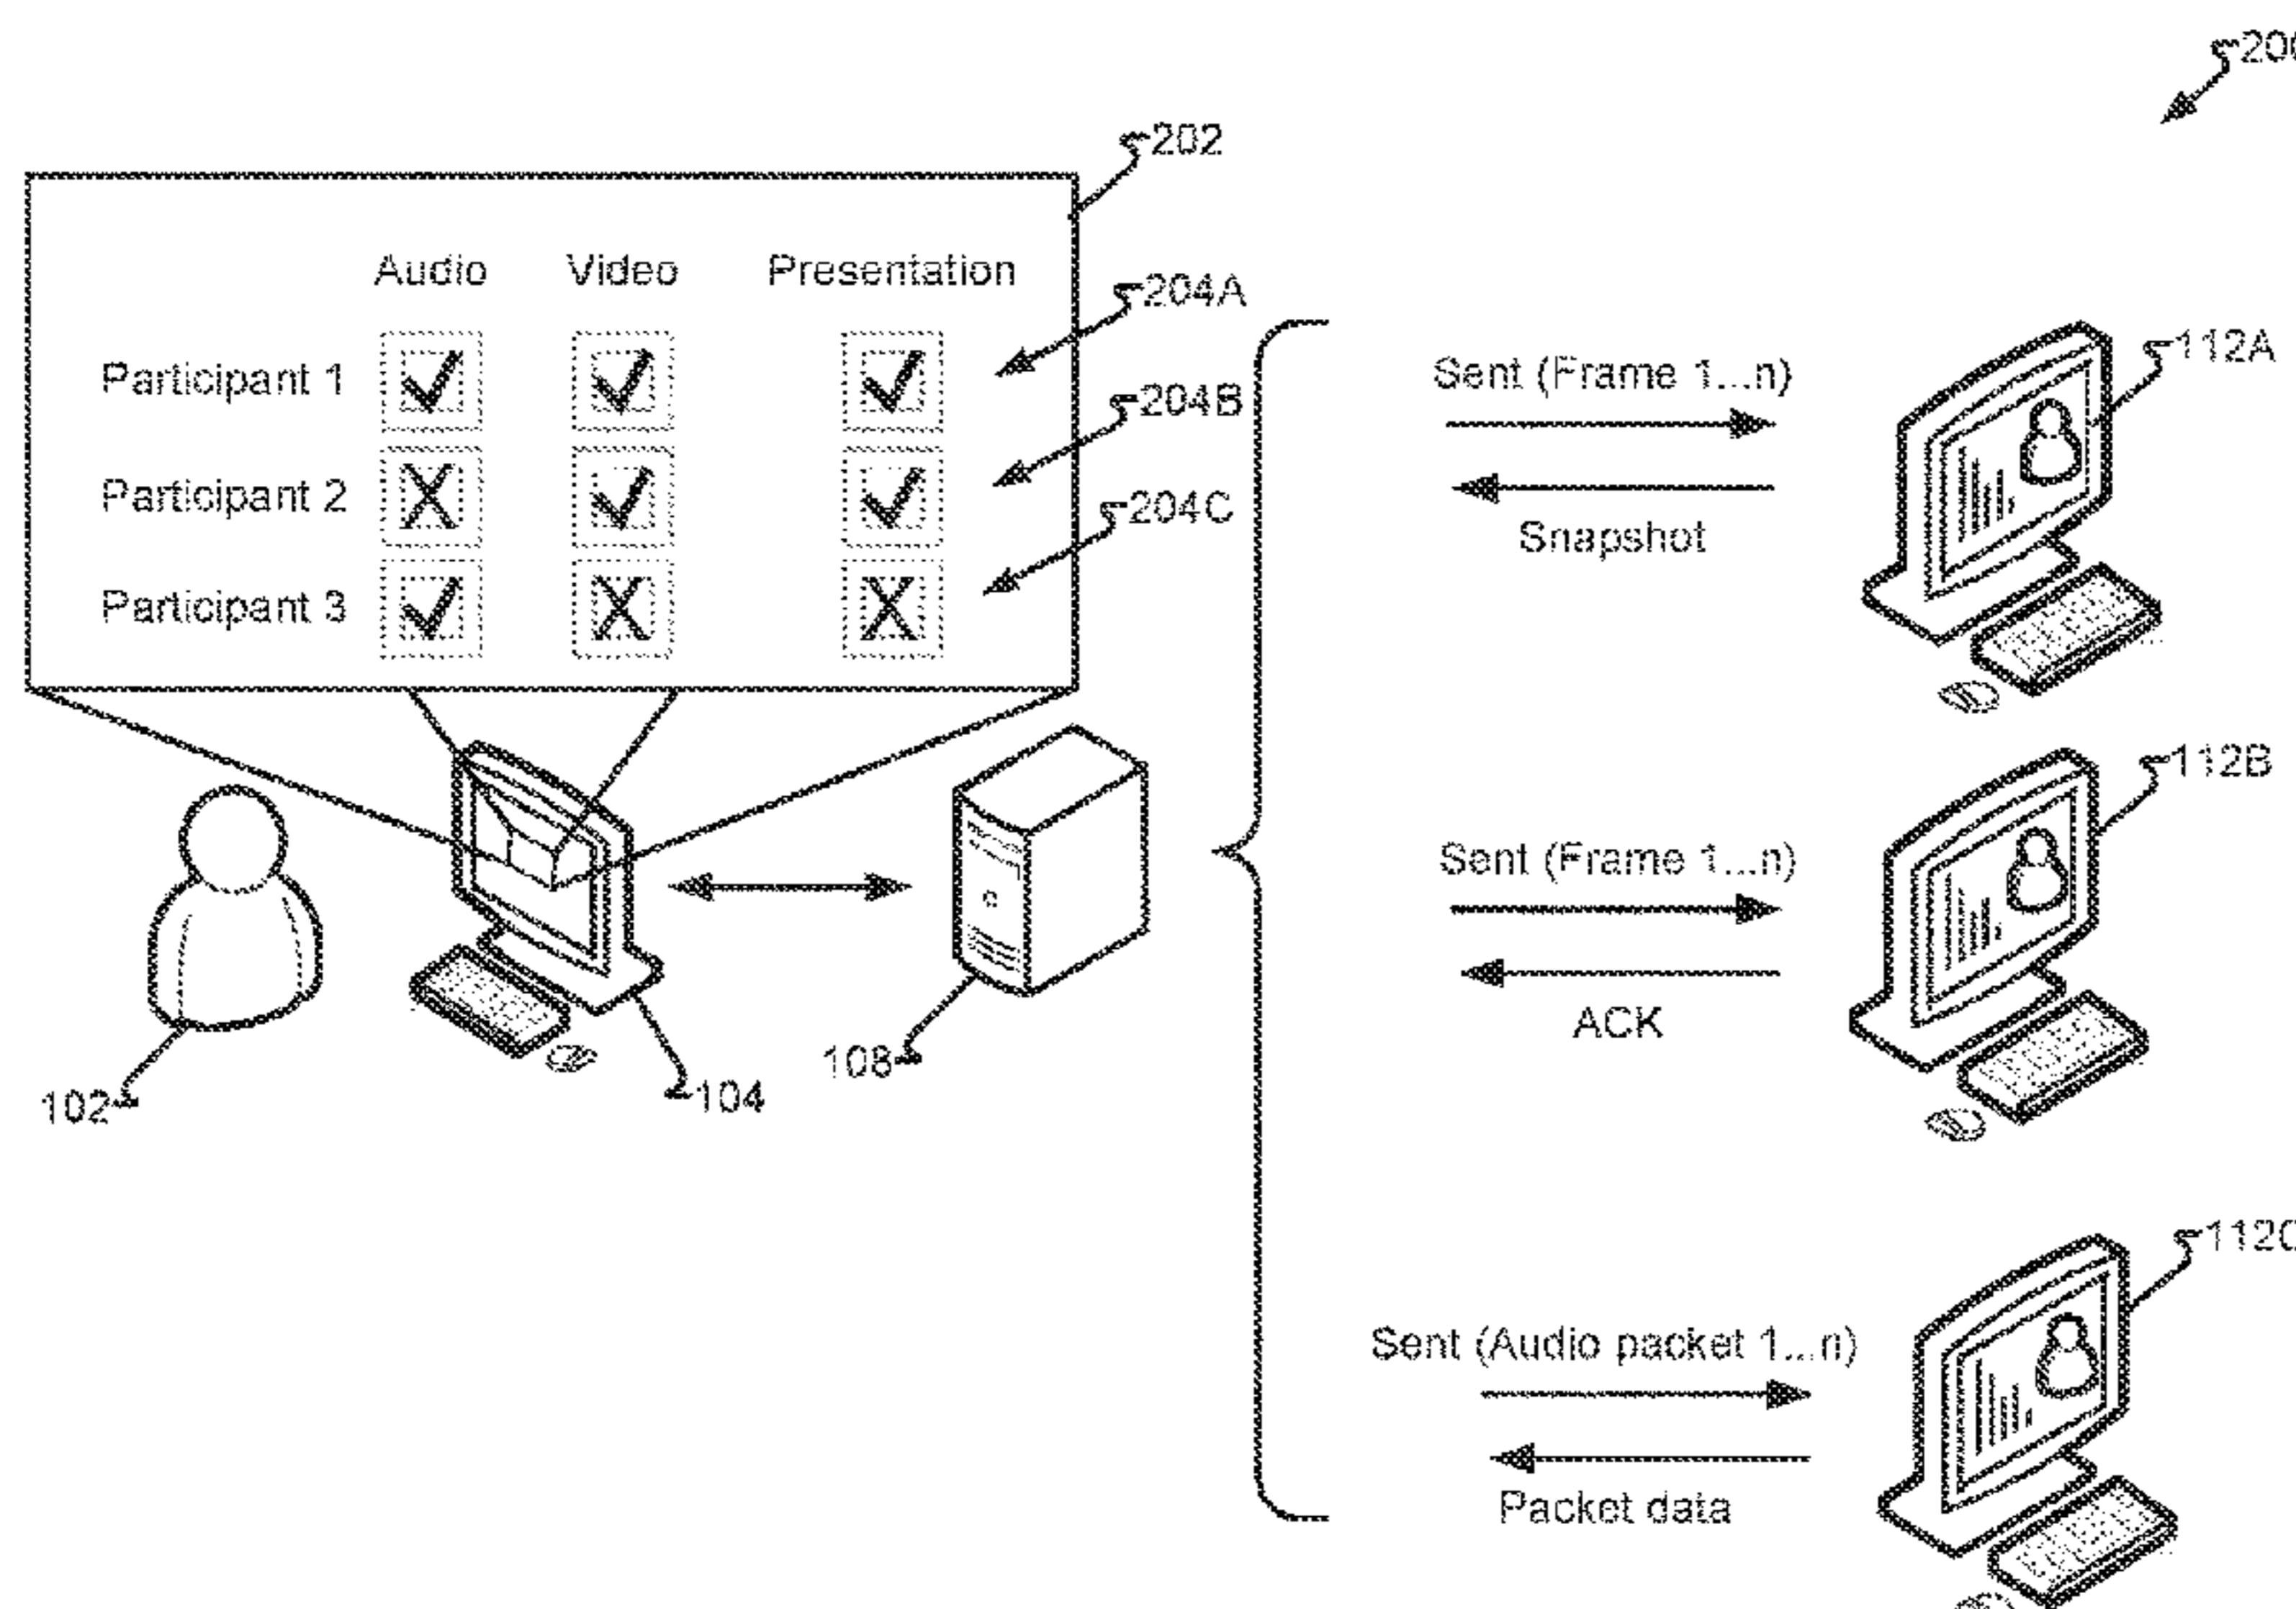 202
Audio Video Presentation
204A
Participant 1
204B
Participant 2
204C
Participant 3
102
104
108
Sent (Frame 1...n)
Snapshot
112A
Sent (Frame 1...n)
ACK
112B
Sent (Audio packet 1...n)
Packet data